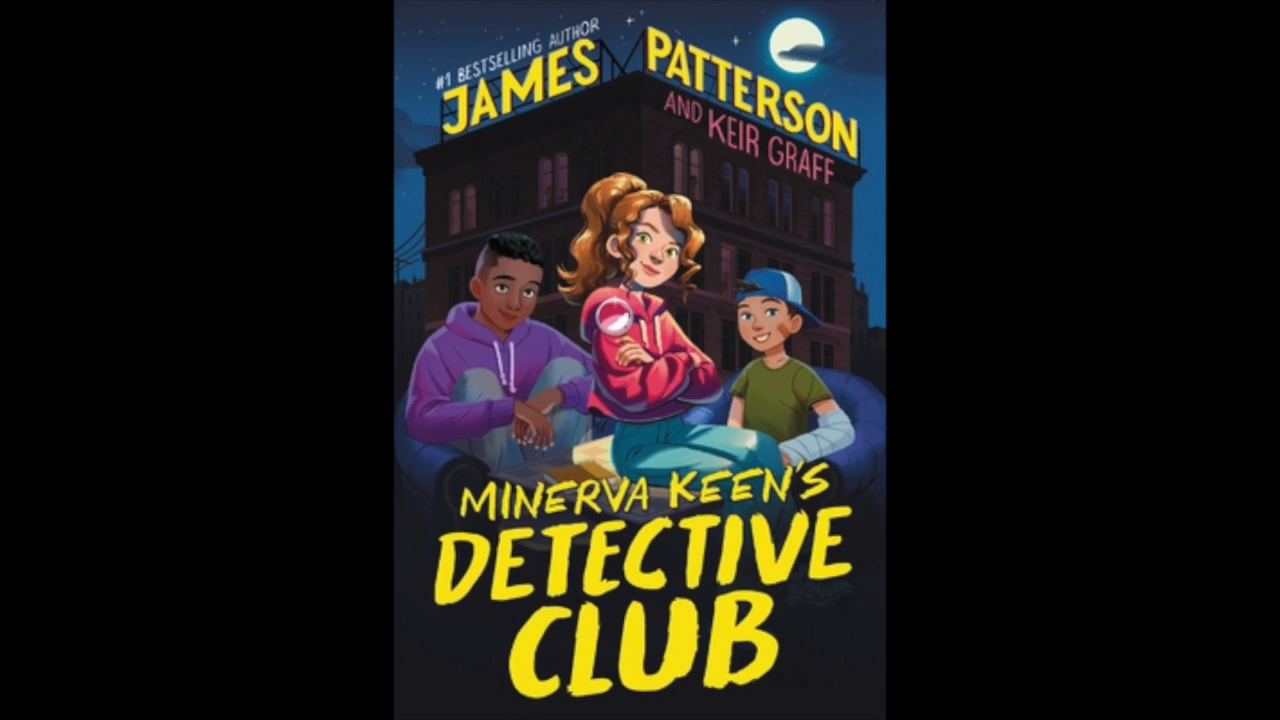 #1 BESTSELLING AUTHOR
JAMES
PATTERSON
AND KEIR GRAFF
MINERVA KEEN'S
DETECTIVE
CLUB